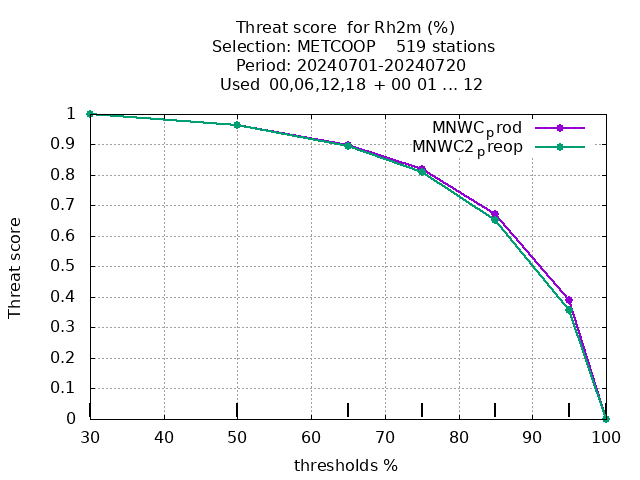 Threat score  for Rh2m (%)
Selection: METCOOP    519 stations
Period: 20240701-20240720
Used  00,06,12,18  + 00 01 ... 12
MNWCprod
MNWC2preop
1
0.9
0.8
0.7
0.6
0.5
0.4
0.3
0.2
0.1
0
Threat score
30 40 50 60 70 80 90 100
thresholds %